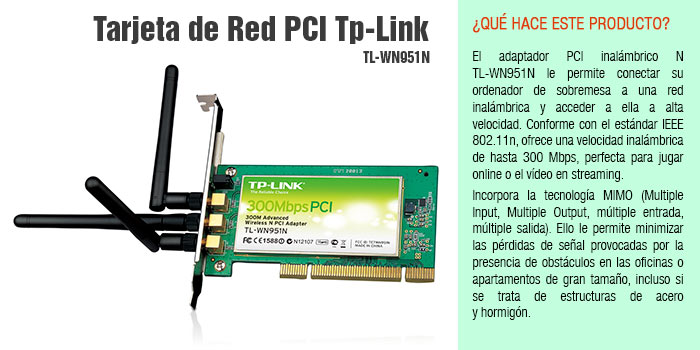 Tarjeta de Red PCI Tp-Link
TL-WN951N
TP-LINK
The Reliable Choice
300Mbps PCI
300M Advanced
Wireless N PCI Adapter
TL-WN951N
CE1588
N12107
¿QUÉ HACE ESTE PRODUCTO?
El adaptador PCI inalámbrico N
TL-WN951N le permite conectar su
ordenador de sobremesa a una red
inalámbrica y acceder a ella a alta
velocidad. Conforme con el estándar IEEE
802.11n, ofrece una velocidad inalámbrica
de hasta 300 Mbps, perfecta para jugar
online o el vídeo en streaming.
Incorpora la tecnología MIMO (Multiple
Input, Multiple Output, múltiple entrada,
múltiple salida). Ello le permite minimizar
las pérdidas de señal provocadas por la
presencia de obstáculos en las oficinas o
apartamentos de gran tamaño, incluso si
se trata de estructuras de acero
y hormigón.